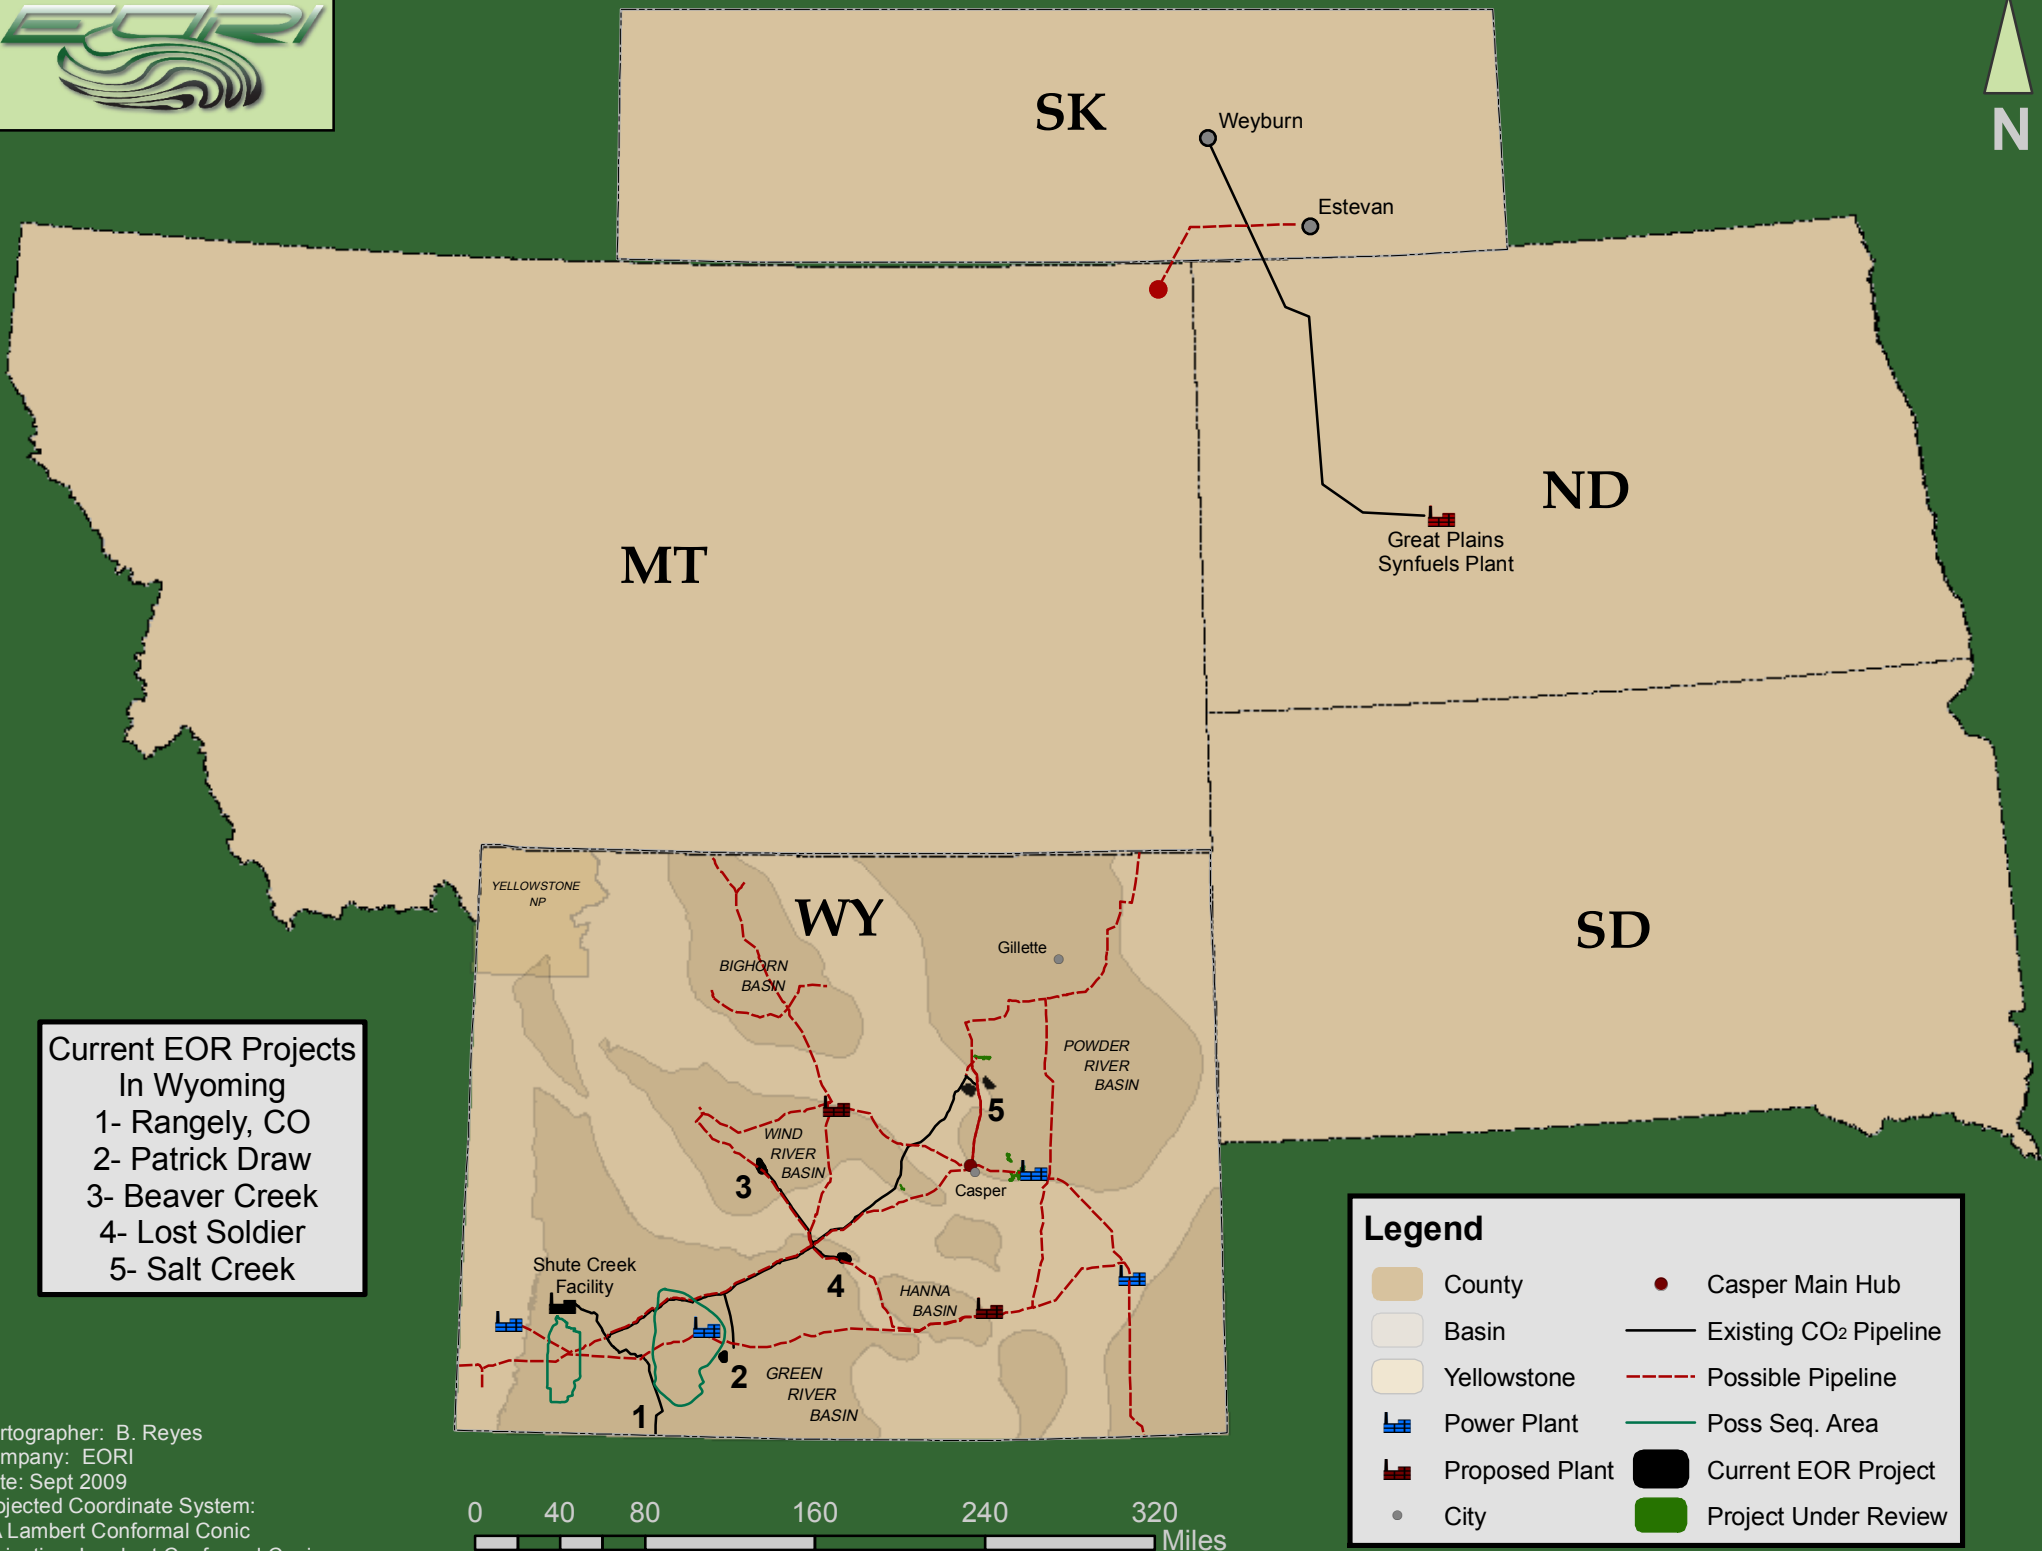 EORI
N
SK
Weyburn
Estevan
MT
ND
Great Plains
Synfuels Plant
SD
WY
YELLOWSTONE
NP
BIGHORN
BASIN
Gillette
POWDER
RIVER
BASIN
WIND
RIVER
BASIN
5
3
Casper
4
Shute Creek
Facility
HANNA
BASIN
2
GREEN
RIVER
BASIN
1
Current EOR Projects
In Wyoming
1- Rangely, CO
2- Patrick Draw
3- Beaver Creek
4- Lost Soldier
5- Salt Creek
rtographer: B. Reyes
mpany: EORI
te: Sept 2009
jected Coordinate System:
Lambert Conformal Conic
0 40 80 160 240 320
Miles
Legend
County
Basin
Yellowstone
Power Plant
Proposed Plant
City
Casper Main Hub
Existing CO2 Pipeline
Possible Pipeline
Poss Seq. Area
Current EOR Project
Project Under Review